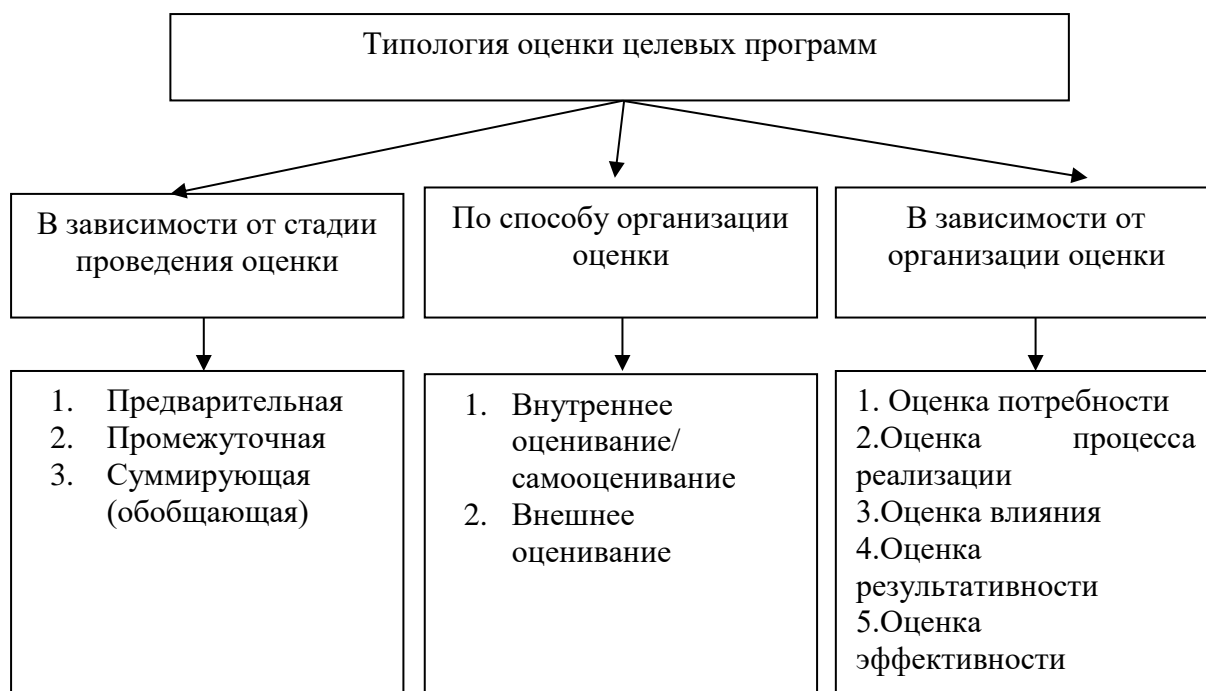 Типология оценки целевых программ
В зависимости от стадии
проведения оценки
По способу организации
оценки
В зависимости от
организации оценки
1. Предварительная
2. Промежуточная
3. Суммирующая
(обобщающая)
1. Внутреннее
оценивание/
самооценивание
2. Внешнее
оценивание
1. Оценка потребности
2.Оценка процесса
реализации
3.Оценка влияния
4.Оценка
результативности
5.Оценка
эффективности